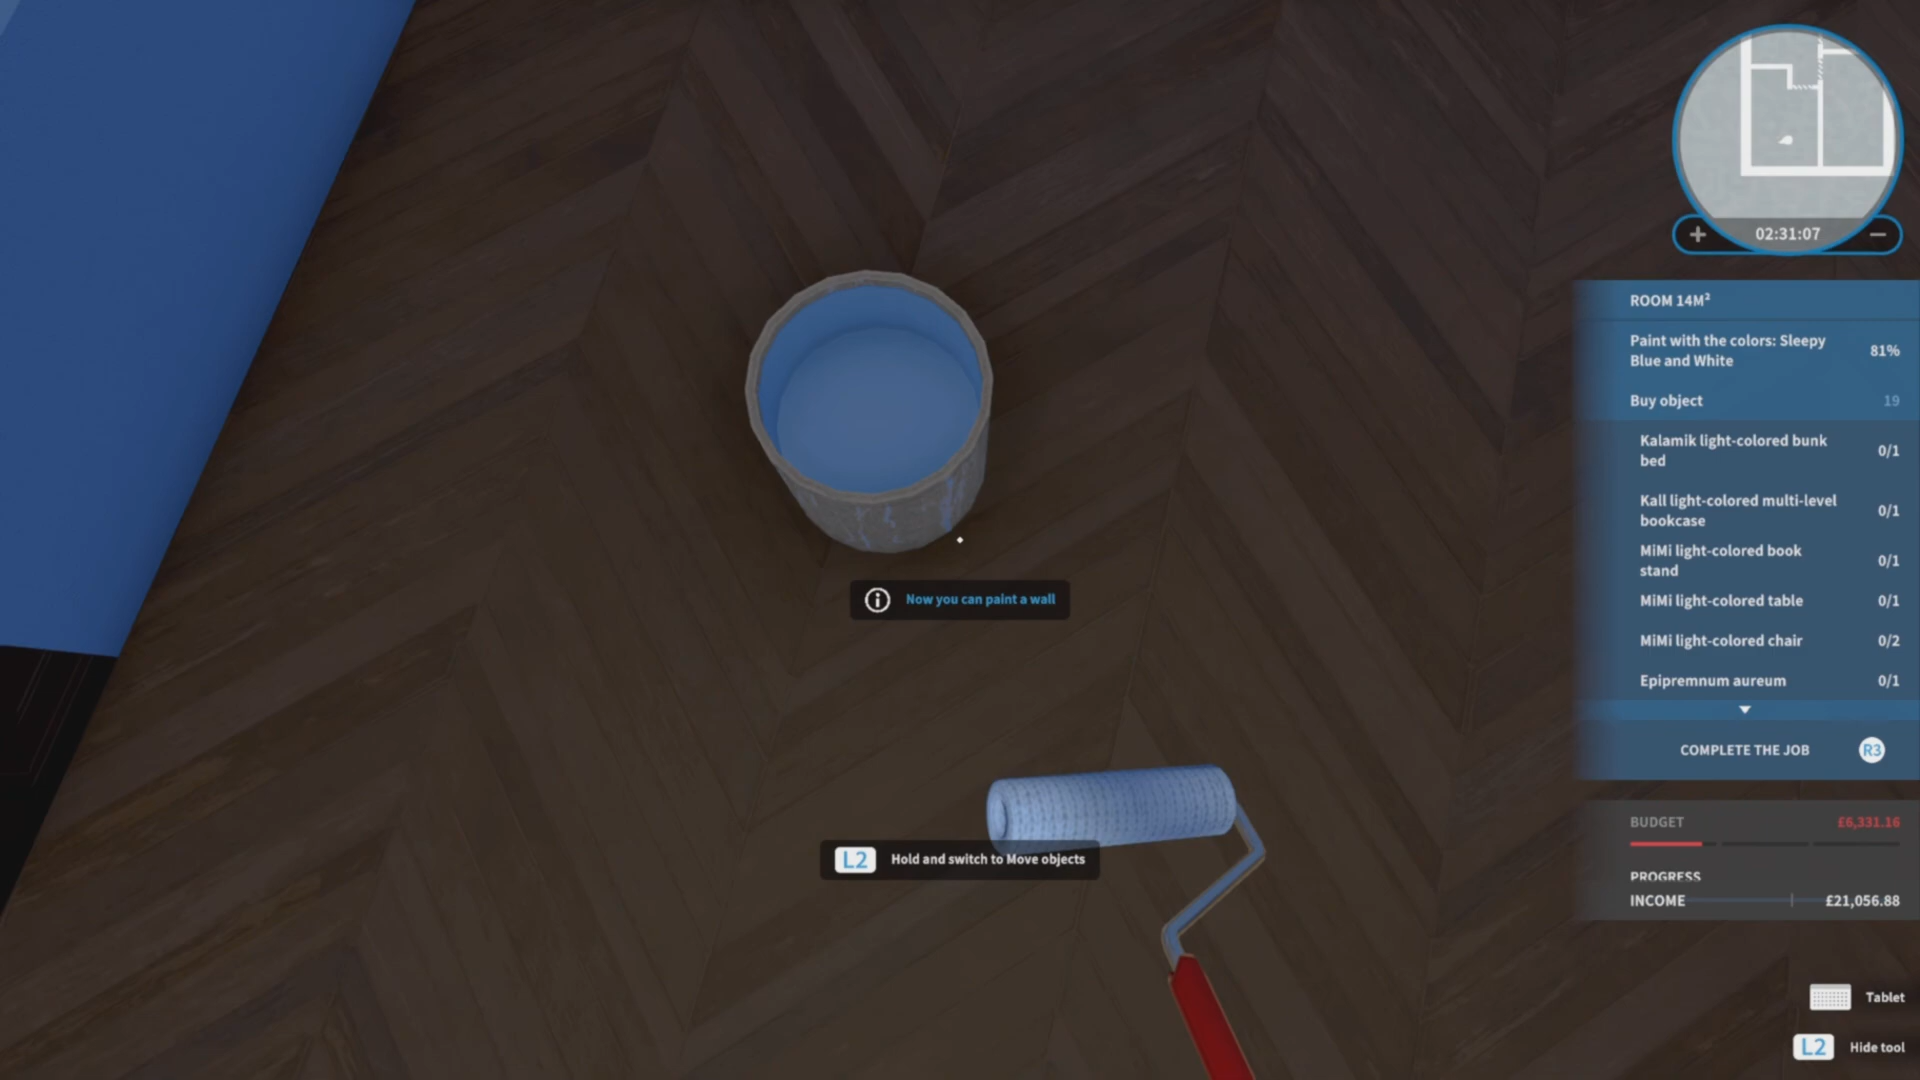 02:31:07
ROOM 14M²
Paint with the colors: Sleepy
Blue and White
81%
Buy object 19
Kalamik light-colored bunk
bed
0/1
Kall light-colored multi-level
bookcase
0/1
MiMi light-colored book
stand
0/1
MiMi light-colored table 0/1
MiMi light-colored chair 0/2
Epipremnum aureum 0/1
COMPLETE THE JOB R3
BUDGET £6,331.16
PROGRESS
INCOME £21,056.88
Now you can paint a wall
L2 Hold and switch to Move objects
Tablet
L2 Hide tool